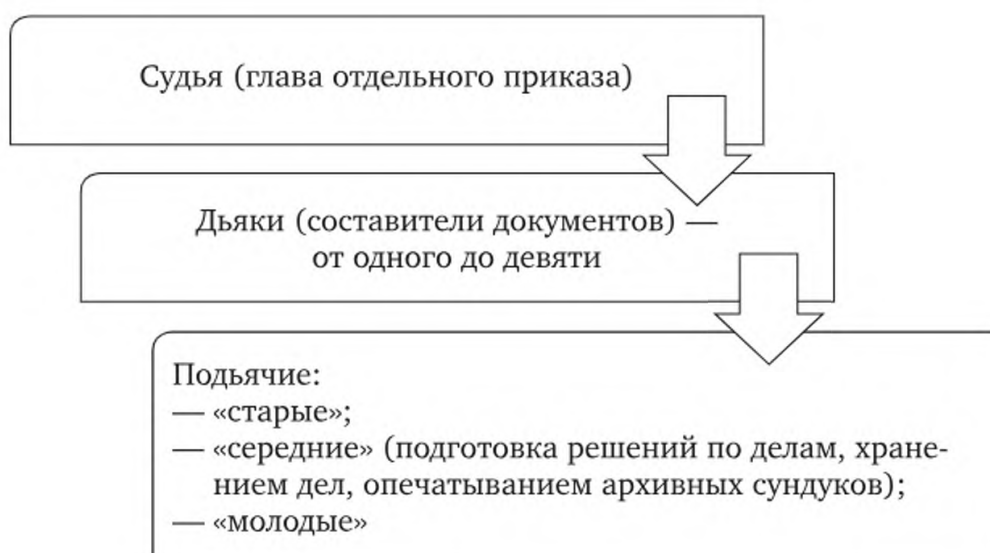 Судья (глава отдельного приказа)
Дьяки (составители документов) —
от одного до девяти
Подьячие:
— «старые»;
— «середние» (подготовка решений по делам, хране-
нием дел, опечатыванием архивных сундуков);
— «молодые»